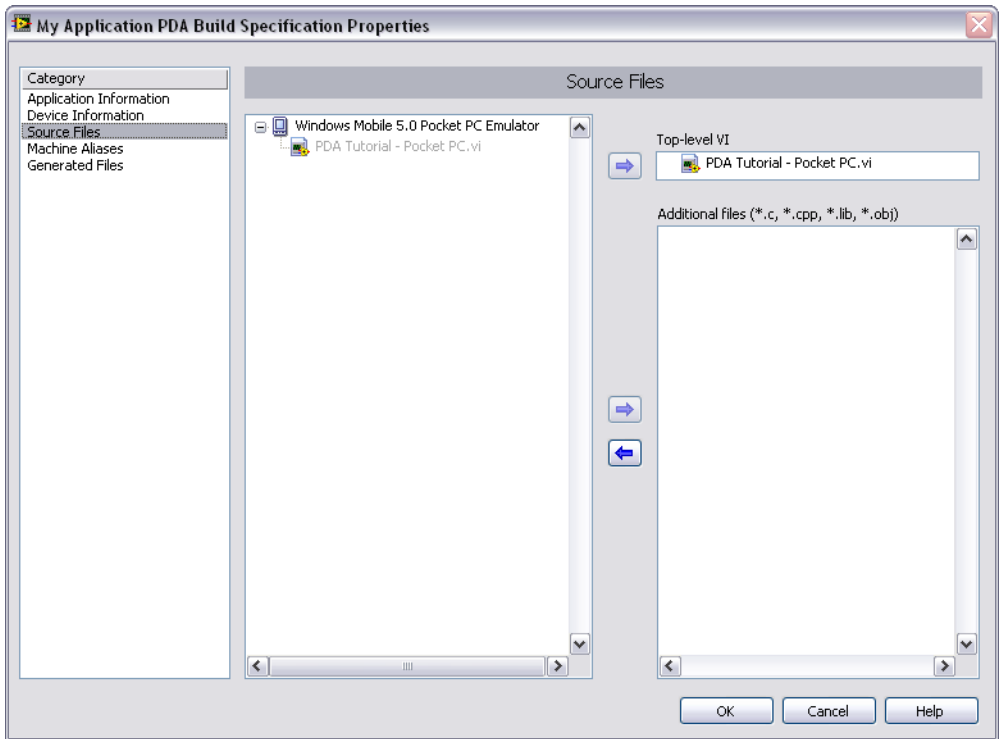 My Application PDA Build Specification Properties
Category
Application Information
Device Information
Source Files
Machine Aliases
Generated Files
Source Files
Windows Mobile 5.0 Pocket PC Emulator
PDA Tutorial - Pocket PC.vi
Top-level VI
PDA Tutorial - Pocket PC.vi
Additional files (*.c, *.cpp, *.lib, *.obj)
OK
Cancel
Help